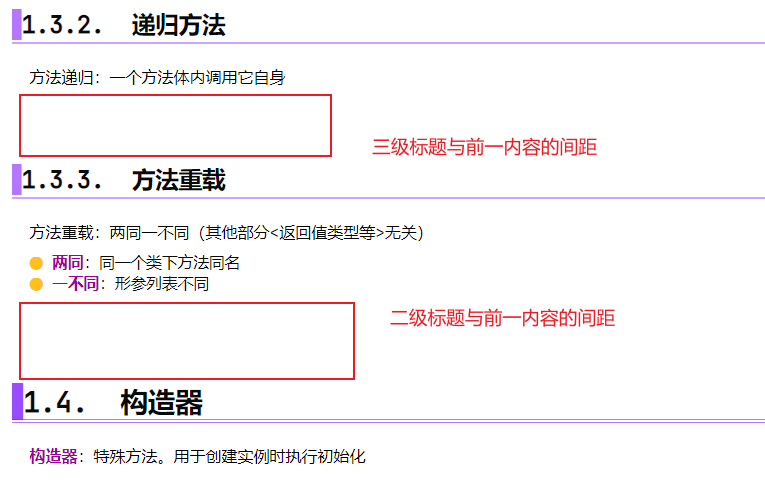 1.3.2. 递归方法
方法递归：一个方法体内调用它自身
三级标题与前一内容的间距
1.3.3. 方法重载
方法重载：两同一不同（其他部分<返回值类型等>无关）
两同：同一个类下方法同名
一不同：形参列表不同
二级标题与前一内容的间距
1.4. 构造器
构造器：特殊方法。用于创建实例时执行初始化